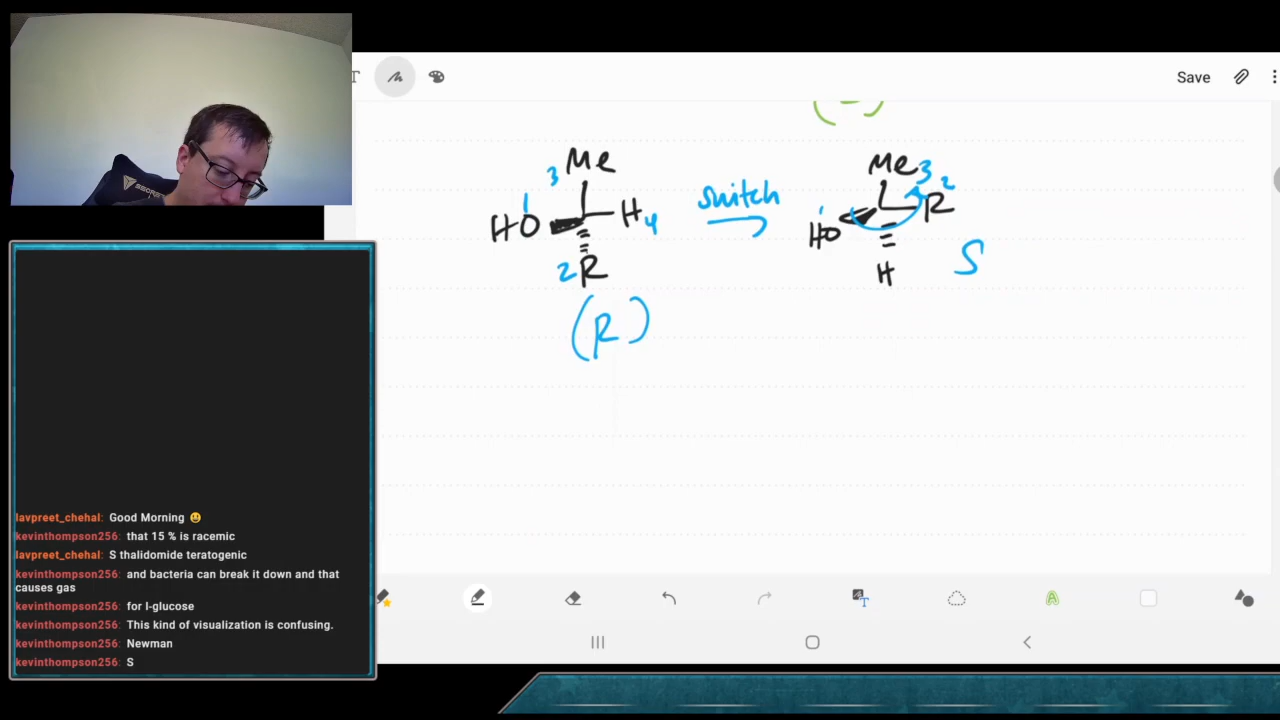 T
Save
3 Me
1
HO H 4
2 R
(R)
switch
Me 3
1 2
HO R
H
S
lavpreet_chehal: Good Morning 😃
kevinthompson256: that 15 % is racemic
lavpreet_chehal: S thalidomide teratogenic
kevinthompson256: and bacteria can break it down and that
causes gas
kevinthompson256: for l-glucose
kevinthompson256: This kind of visualization is confusing.
kevinthompson256: Newman
kevinthompson256: S
T
A